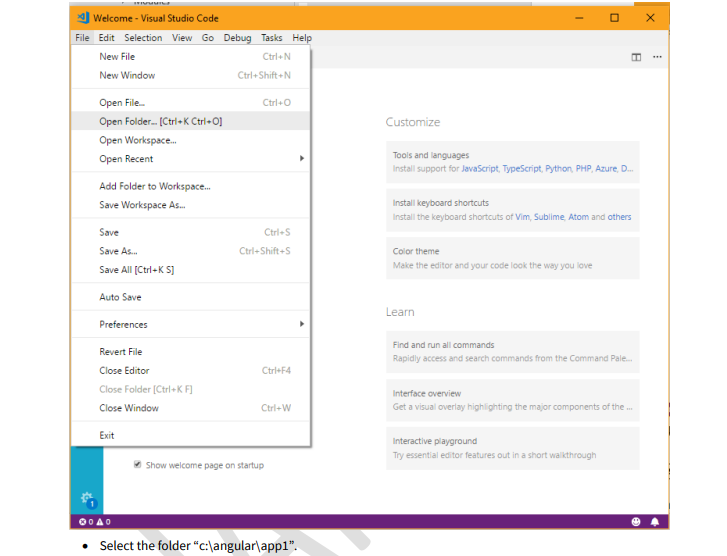 Welcome - Visual Studio Code
File Edit Selection View Go Debug Tasks Help
New File Ctrl+N
New Window Ctrl+Shift+N
Open File... Ctrl+O
Open Folder... [Ctrl+K Ctrl+O]
Open Workspace...
Open Recent
Add Folder to Workspace...
Save Workspace As...
Save Ctrl+S
Save As... Ctrl+Shift+S
Save All [Ctrl+K S]
Auto Save
Preferences
Revert File
Close Editor Ctrl+F4
Close Folder [Ctrl+K F]
Close Window Ctrl+W
Exit
Customize
Tools and languages
Install support for JavaScript, TypeScript, Python, PHP, Azure, D...
Install keyboard shortcuts
Install the keyboard shortcuts of Vim, Sublime, Atom and others
Color theme
Make the editor and your code look the way you love
Learn
Find and run all commands
Rapidly access and search commands from the Command Pale...
Interface overview
Get a visual overlay highlighting the major components of the ...
Interactive playground
Try essential editor features out in a short walkthrough
Show welcome page on startup
1
0 0
• Select the folder “c:\angular\app1”.